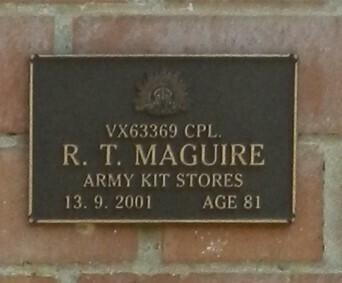 VX63369 CPL.
R. T. MAGUIRE
ARMY KIT STORES
13. 9. 2001 AGE 81